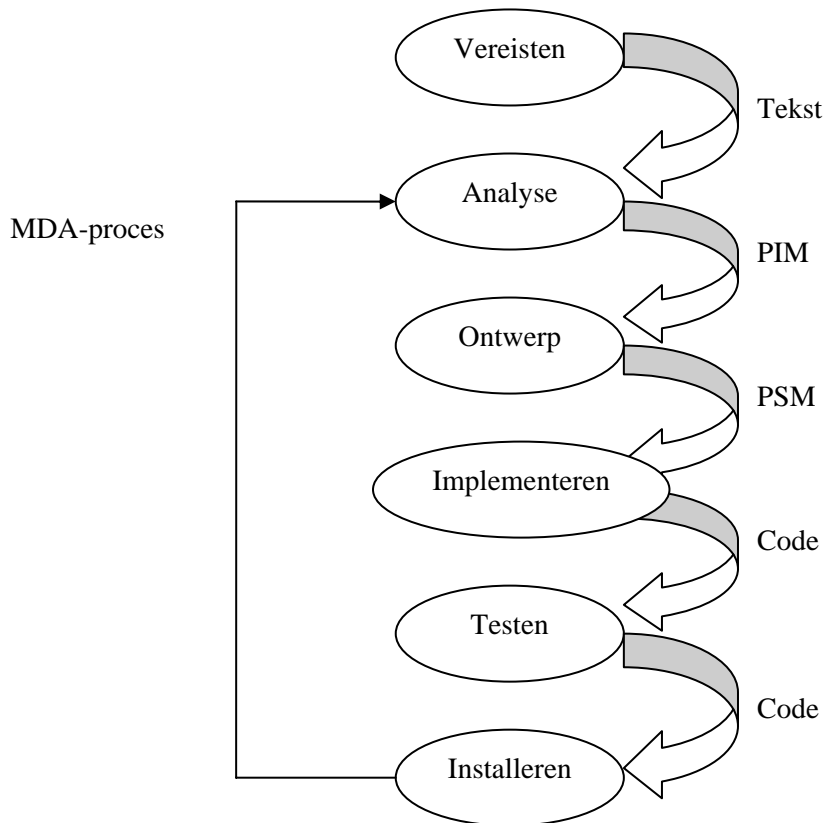 Vereisten
Tekst
Analyse
MDA-proces
PIM
Ontwerp
PSM
Implementeren
Code
Testen
Code
Installeren